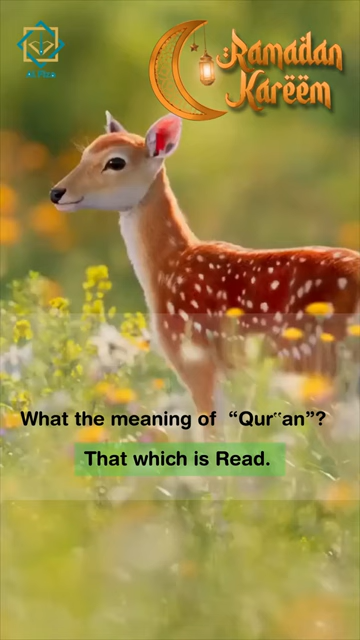 Ramadan
Kareem
What the meaning of “Qur‟an”?
That which is Read.